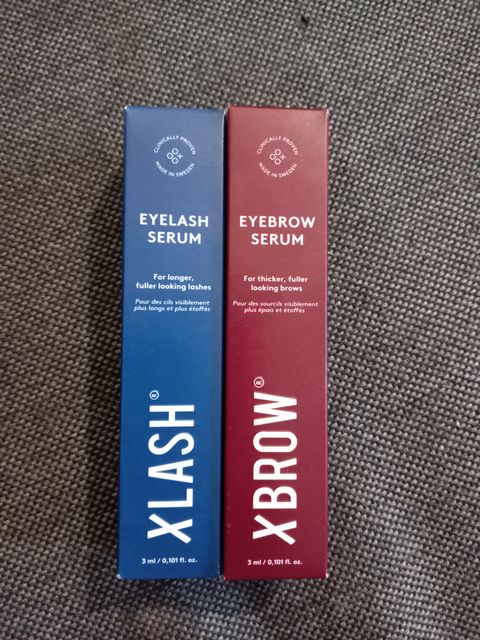 CLINICALLY PROVEN
MADE IN SWEDEN
EYELASH
SERUM
For longer,
fuller looking lashes
Pour des cils visiblement
plus longs et plus étoffés
XLASH®
3 ml / 0,101 fl. oz.
CLINICALLY PROVEN
MADE IN SWEDEN
EYEBROW
SERUM
For thicker, fuller
looking brows
Pour des sourcils visiblement
plus épais et étoffés
XBROW®
3 ml / 0,101 fl. oz.